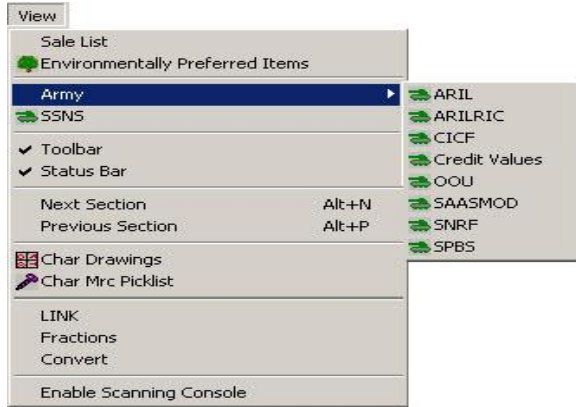 View
Sale List
Environmentally Preferred Items
Army
SSNS
Toolbar
Status Bar
Next Section Alt+N
Previous Section Alt+P
Char Drawings
Char Mrc Picklist
LINK
Fractions
Convert
Enable Scanning Console
ARIL
ARILRIC
CICF
Credit Values
OOU
SAASMOD
SNRF
SPBS